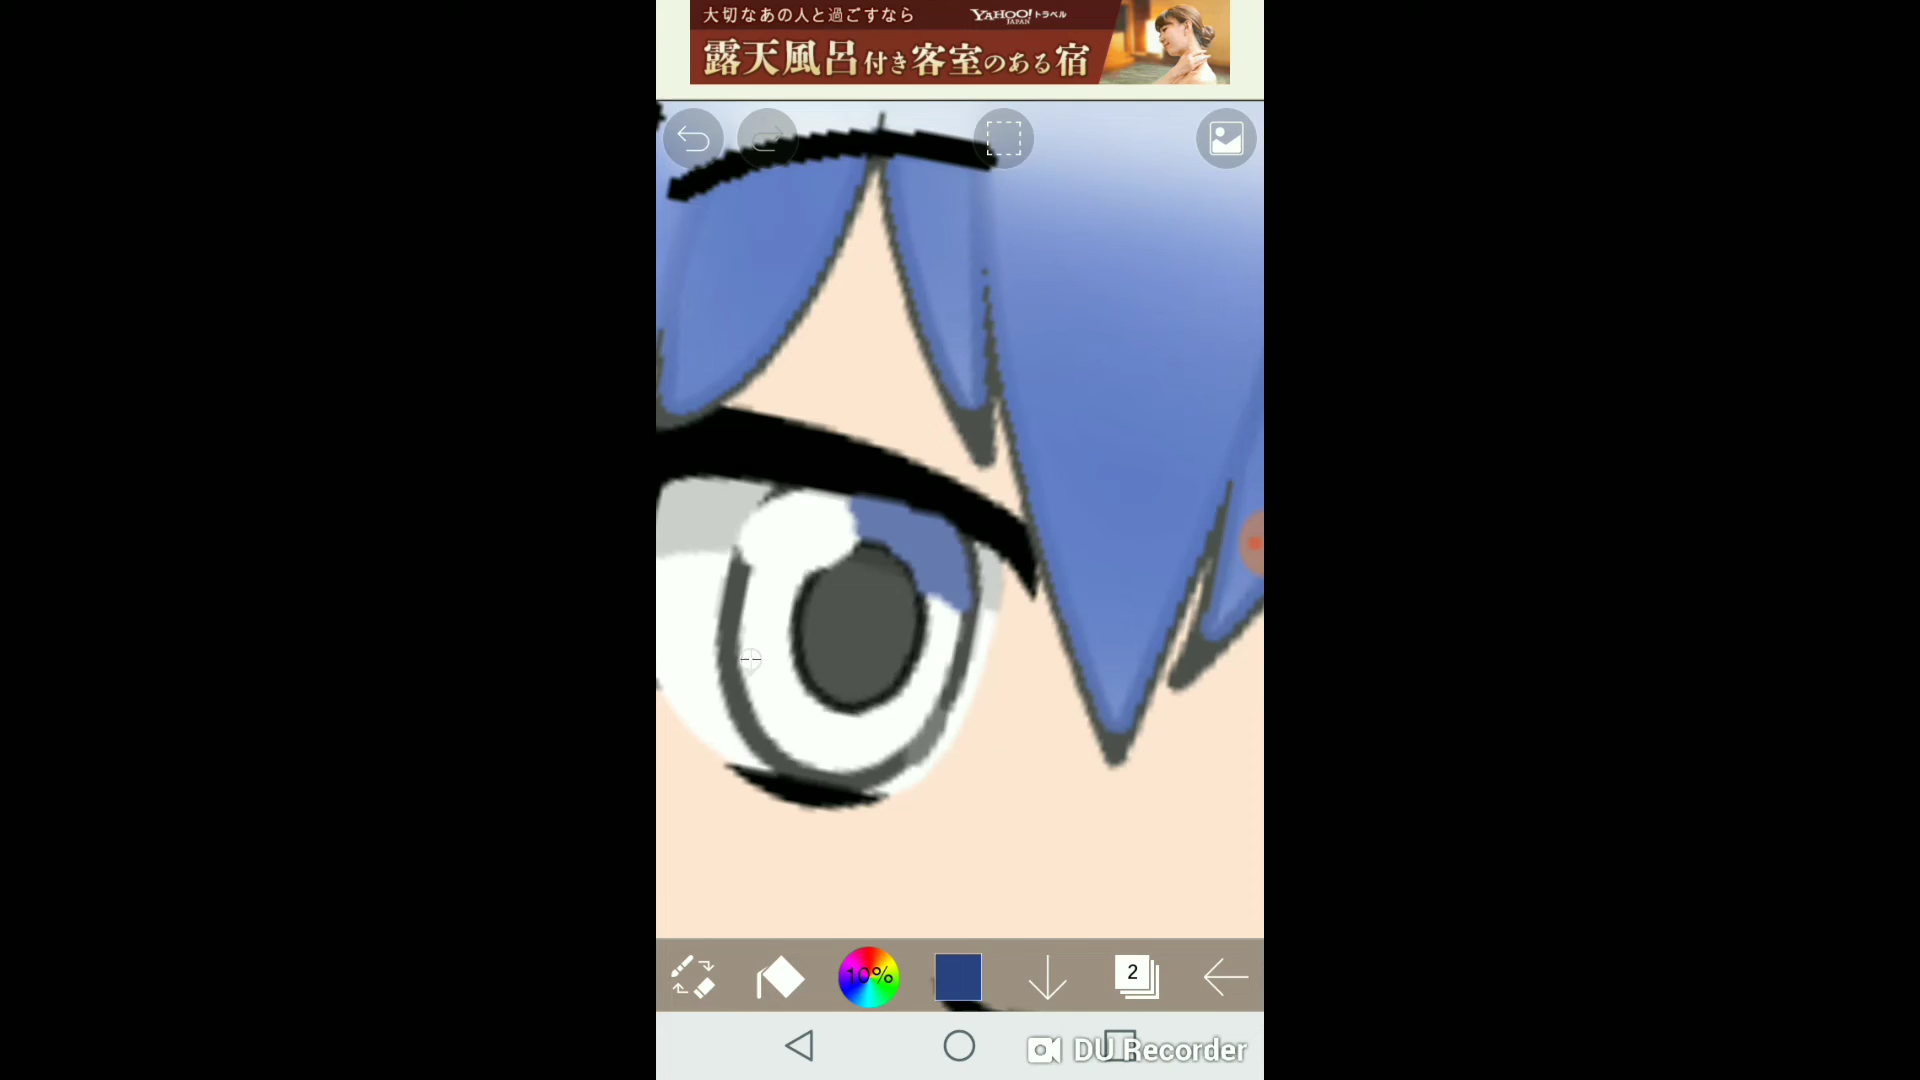 大切なあの人と過ごすなら
YAHOO! JAPAN トラベル
露天風呂付き客室のある宿
10%
2
DU Recorder